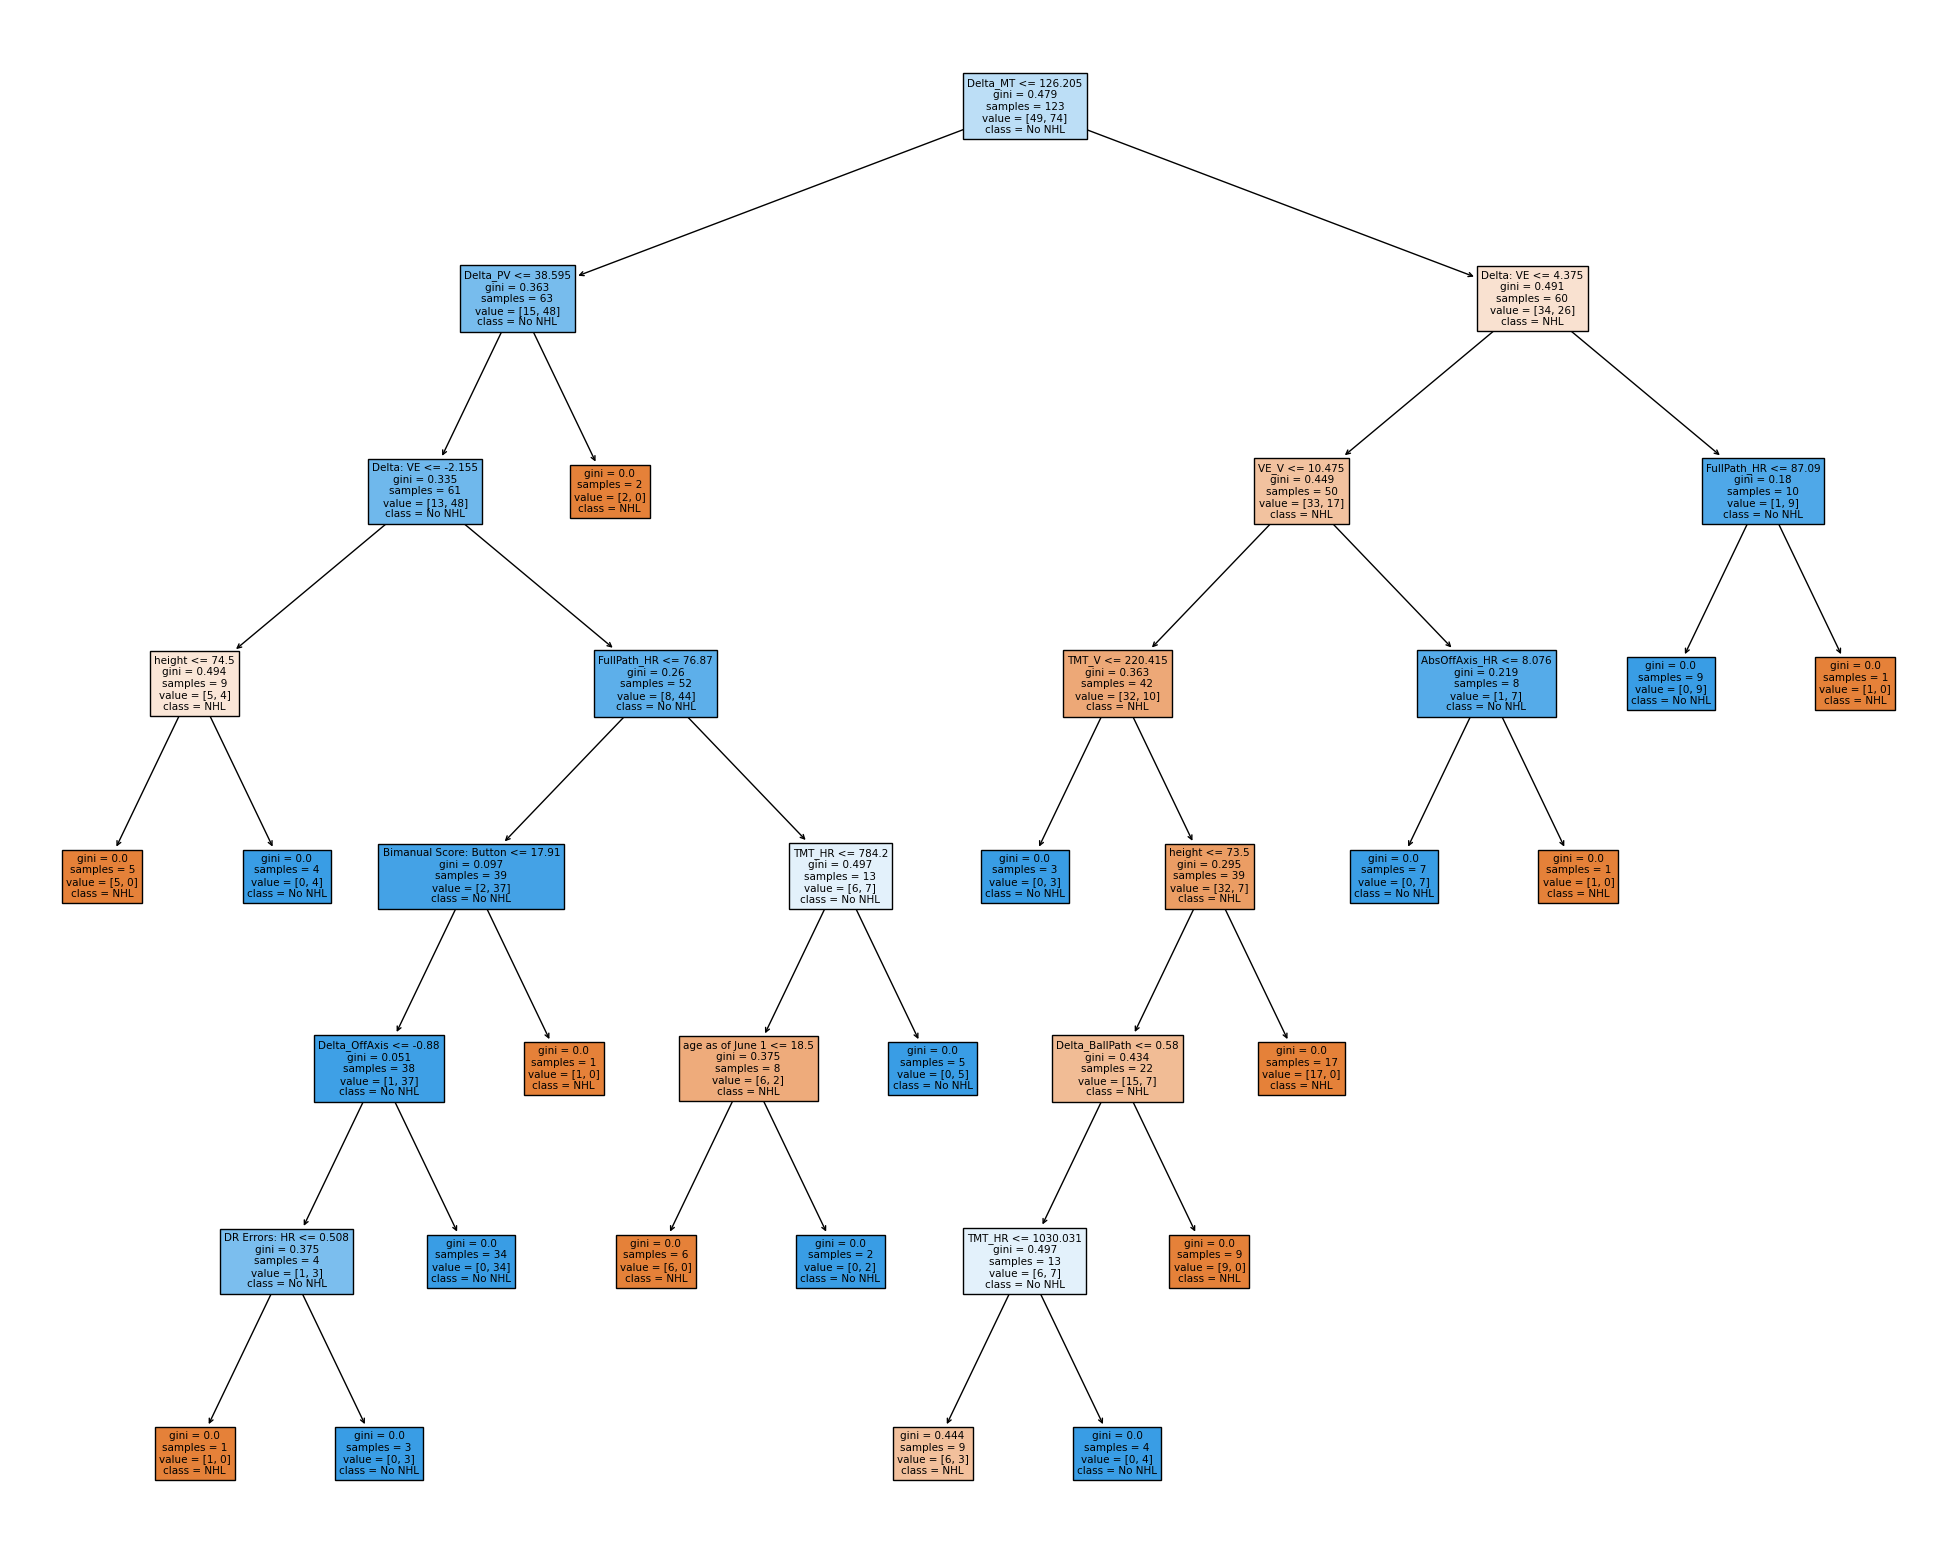 Delta_MT <= 126.205
gini = 0.479
samples = 123
value = [49, 74]
class = No NHL
Delta_PV <= 38.595
gini = 0.363
samples = 63
value = [15, 48]
class = No NHL
Delta: VE <= 4.375
gini = 0.491
samples = 60
value = [34, 26]
class = NHL
Delta: VE <= -2.155
gini = 0.335
samples = 61
value = [13, 48]
class = No NHL
gini = 0.0
samples = 2
value = [2, 0]
class = NHL
VE_V <= 10.475
gini = 0.449
samples = 50
value = [33, 17]
class = NHL
FullPath_HR <= 87.09
gini = 0.18
samples = 10
value = [1, 9]
class = No NHL
height <= 74.5
gini = 0.494
samples = 9
value = [5, 4]
class = NHL
FullPath_HR <= 76.87
gini = 0.26
samples = 52
value = [8, 44]
class = No NHL
TMT_V <= 220.415
gini = 0.363
samples = 42
value = [32, 10]
class = NHL
AbsOffAxis_HR <= 8.076
gini = 0.219
samples = 8
value = [1, 7]
class = No NHL
gini = 0.0
samples = 9
value = [0, 9]
class = No NHL
gini = 0.0
samples = 1
value = [1, 0]
class = NHL
gini = 0.0
samples = 5
value = [5, 0]
class = NHL
gini = 0.0
samples = 4
value = [0, 4]
class = No NHL
Bimanual Score: Button <= 17.91
gini = 0.097
samples = 39
value = [2, 37]
class = No NHL
TMT_HR <= 784.2
gini = 0.497
samples = 13
value = [6, 7]
class = No NHL
gini = 0.0
samples = 3
value = [0, 3]
class = No NHL
height <= 73.5
gini = 0.295
samples = 39
value = [32, 7]
class = NHL
gini = 0.0
samples = 7
value = [0, 7]
class = No NHL
gini = 0.0
samples = 1
value = [1, 0]
class = NHL
Delta_OffAxis <= -0.88
gini = 0.051
samples = 38
value = [1, 37]
class = No NHL
gini = 0.0
samples = 1
value = [1, 0]
class = NHL
age as of June 1 <= 18.5
gini = 0.375
samples = 8
value = [6, 2]
class = NHL
gini = 0.0
samples = 5
value = [0, 5]
class = No NHL
Delta_BallPath <= 0.58
gini = 0.434
samples = 22
value = [15, 7]
class = NHL
gini = 0.0
samples = 17
value = [17, 0]
class = NHL
DR Errors: HR <= 0.508
gini = 0.375
samples = 4
value = [1, 3]
class = No NHL
gini = 0.0
samples = 34
value = [0, 34]
class = No NHL
gini = 0.0
samples = 6
value = [6, 0]
class = NHL
gini = 0.0
samples = 2
value = [0, 2]
class = No NHL
TMT_HR <= 1030.031
gini = 0.497
samples = 13
value = [6, 7]
class = No NHL
gini = 0.0
samples = 9
value = [9, 0]
class = NHL
gini = 0.0
samples = 1
value = [1, 0]
class = NHL
gini = 0.0
samples = 3
value = [0, 3]
class = No NHL
gini = 0.444
samples = 9
value = [6, 3]
class = NHL
gini = 0.0
samples = 4
value = [0, 4]
class = No NHL